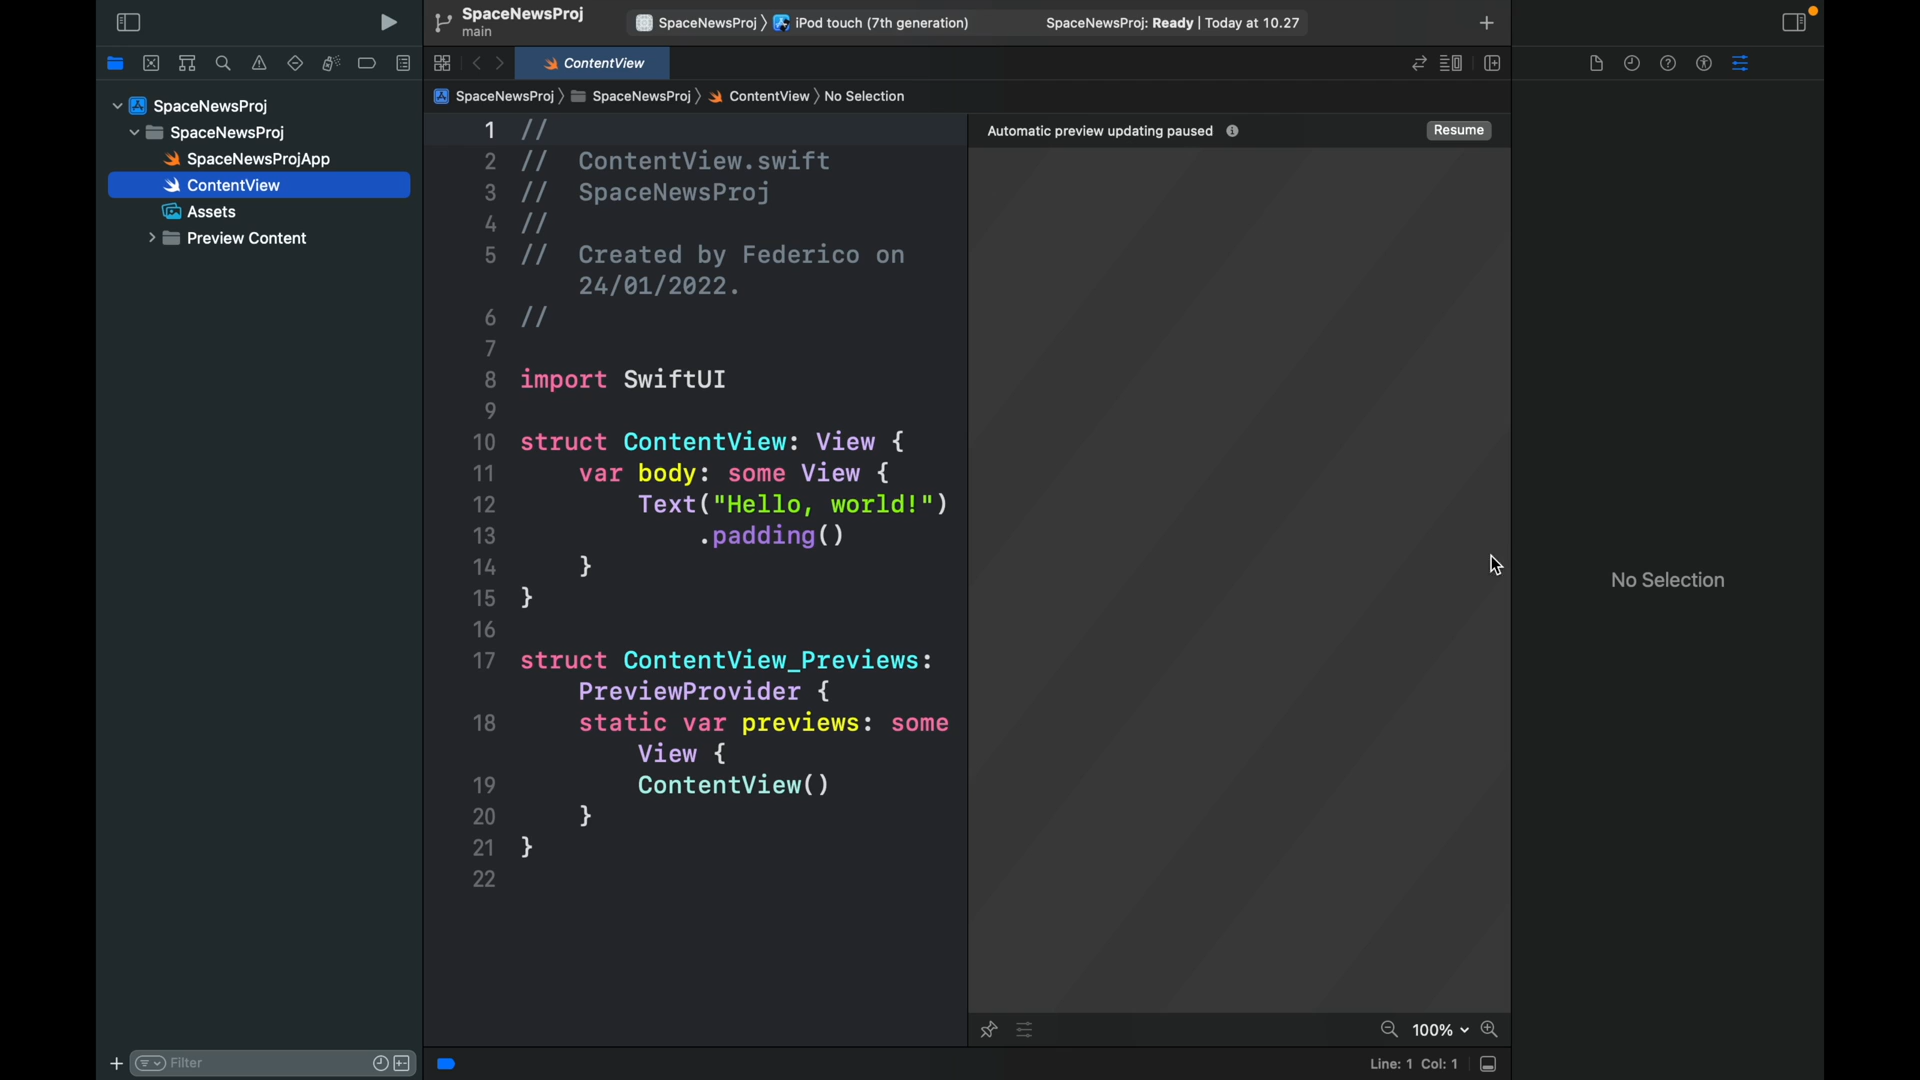 SpaceNewsProj
main
SpaceNewsProj
iPod touch (7th generation)
SpaceNewsProj: Ready | Today at 10.27
ContentView
SpaceNewsProj
SpaceNewsProj
SpaceNewsProjApp
ContentView
Assets
Preview Content
Filter
SpaceNewsProj
SpaceNewsProj
ContentView
No Selection
1 //
2 // ContentView.swift
3 // SpaceNewsProj
4 //
5 // Created by Federico on
24/01/2022.
6 //
7
8 import SwiftUI
9
10 struct ContentView: View {
11 var body: some View {
12 Text("Hello, world!")
13 .padding()
14 }
15 }
16
17 struct ContentView_Previews:
PreviewProvider {
18 static var previews: some
View {
19 ContentView()
20 }
21 }
22
Automatic preview updating paused
Resume
100%
Line: 1 Col: 1
No Selection